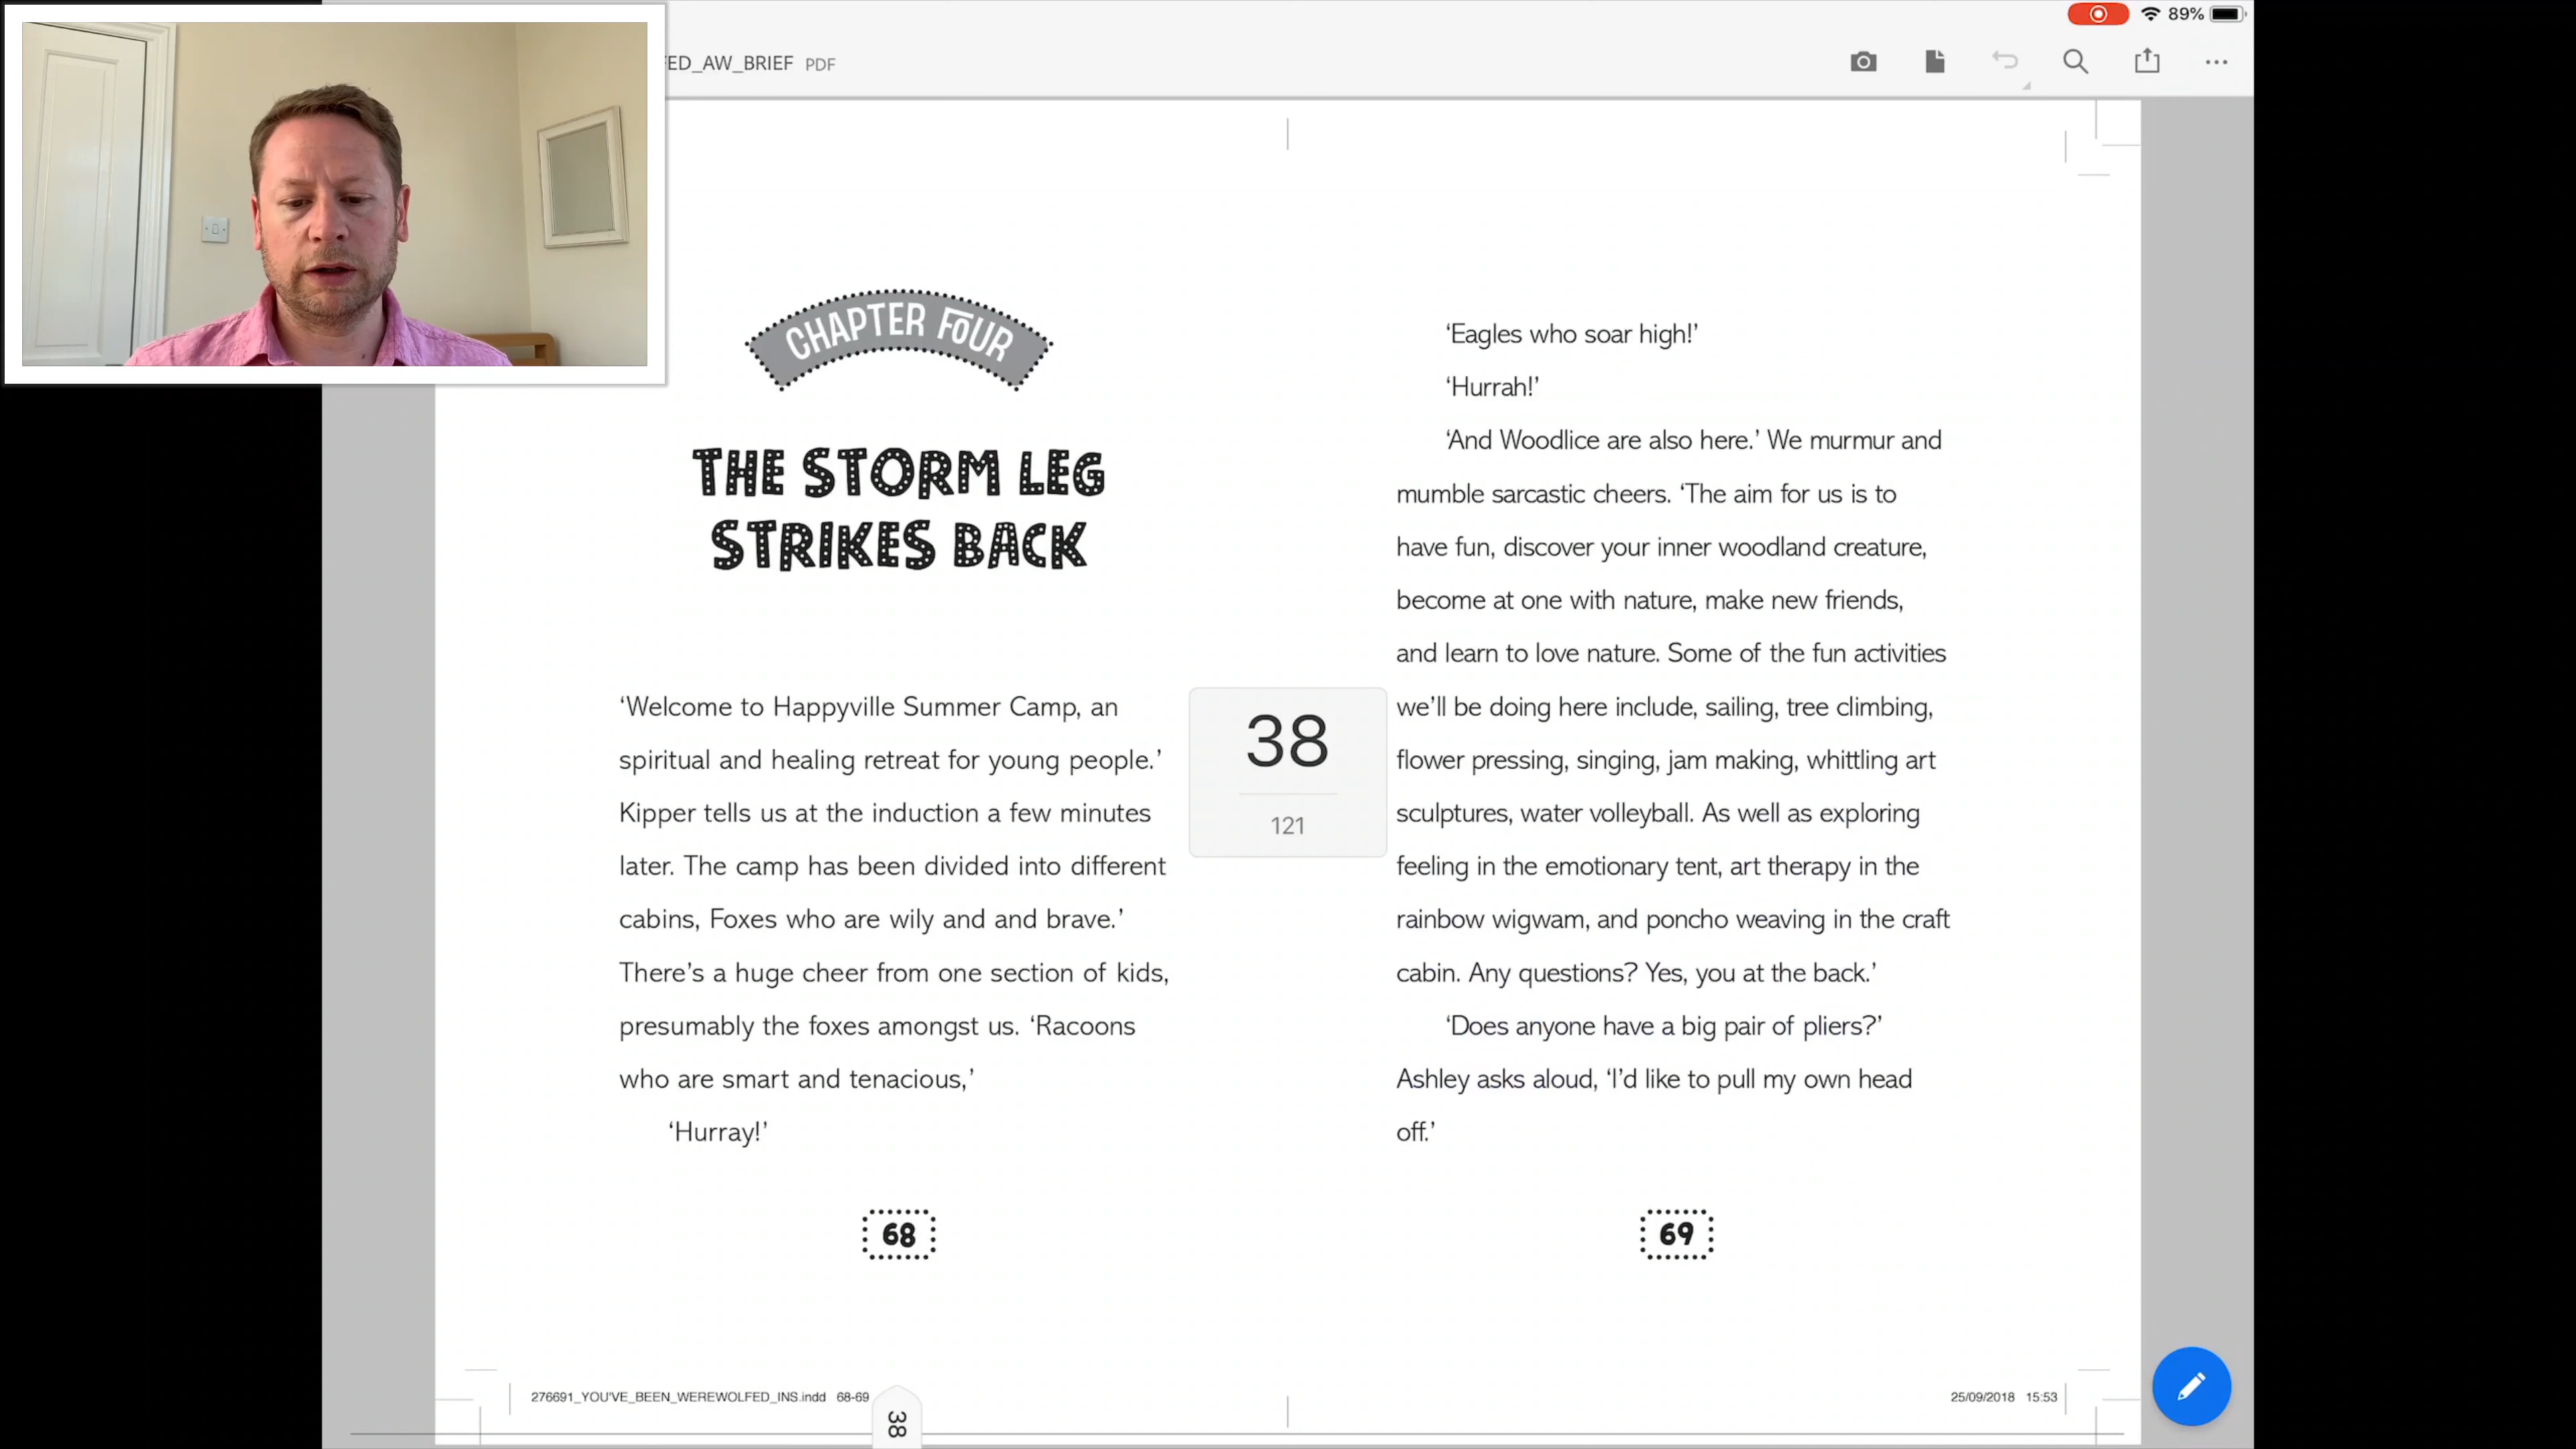 89%
ED_AW_BRIEF PDF
CHAPTER FOUR
THE STORM LEG
STRIKES BACK
‘Welcome to Happyville Summer Camp, an
spiritual and healing retreat for young people.’
Kipper tells us at the induction a few minutes
later. The camp has been divided into different
cabins, Foxes who are wily and and brave.’
There’s a huge cheer from one section of kids,
presumably the foxes amongst us. ‘Racoons
who are smart and tenacious,’
‘Hurray!’
68
38
121
‘Eagles who soar high!’
‘Hurrah!’
‘And Woodlice are also here.’ We murmur and
mumble sarcastic cheers. ‘The aim for us is to
have fun, discover your inner woodland creature,
become at one with nature, make new friends,
and learn to love nature. Some of the fun activities
we’ll be doing here include, sailing, tree climbing,
flower pressing, singing, jam making, whittling art
sculptures, water volleyball. As well as exploring
feeling in the emotionary tent, art therapy in the
rainbow wigwam, and poncho weaving in the craft
cabin. Any questions? Yes, you at the back.’
‘Does anyone have a big pair of pliers?’
Ashley asks aloud, ‘I’d like to pull my own head
off.’
69
276691_YOU'VE_BEEN_WEREWOLFED_INS.indd 68-69
38
25/09/2018 15:53